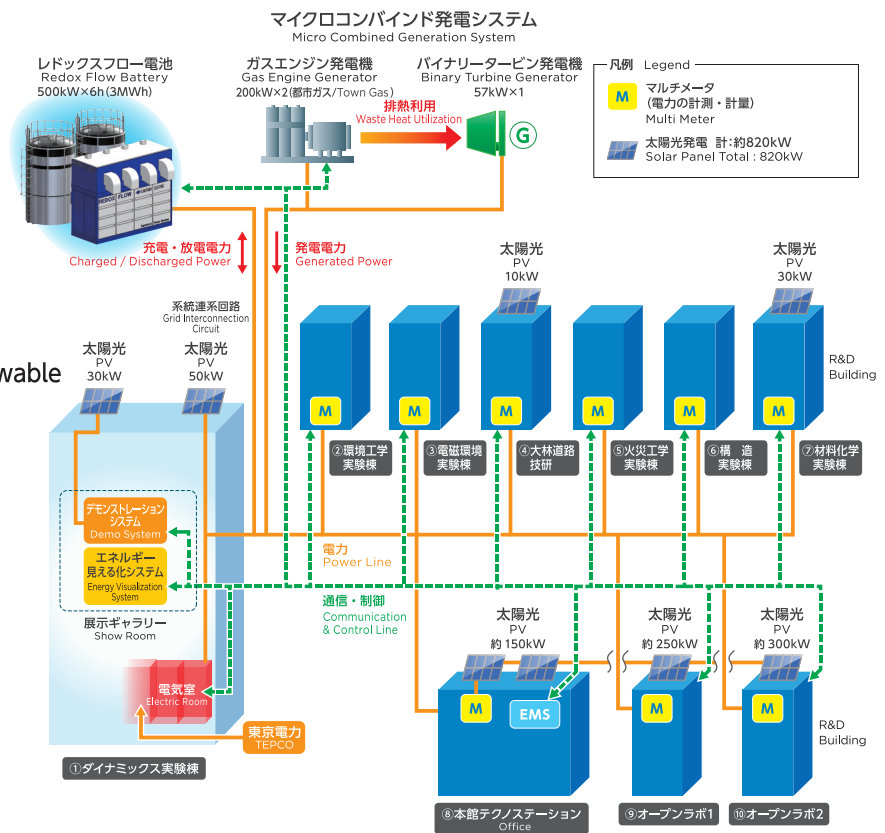 マイクロコンバインド発電システム
Micro Combined Generation System
レドックスフロー電池
Redox Flow Battery
500kW×6h(3MWh)
ガスエンジン発電機
Gas Engine Generator
200kW×2(都市ガス/Town Gas)
バイナリータービン発電機
Binary Turbine Generator
57kW×1
排熱利用
Waste Heat Utilization
G
凡例 Legend
M
マルチメータ
(電力の計測・計量)
Multi Meter
太陽光発電 計:約820kW
Solar Panel Total : 820kW
REDOX FLOW
充電・放電電力
Charged / Discharged Power
発電電力
Generated Power
系統連系回路
Grid Interconnection
Circuit
太陽光
PV
10kW
太陽光
PV
30kW
wable
太陽光
PV
30kW
太陽光
PV
50kW
R&D
Building
M
M
M
M
M
M
②環境工学
実験棟
③電磁環境
実験棟
④大林道路
技研
⑤火災工学
実験棟
⑥構 造
実験棟
⑦材料化学
実験棟
デモンストレーション
システム
Demo System
エネルギー
見える化システム
Energy Visualization
System
展示ギャラリー
Show Room
電力
Power Line
通信・制御
Communication
& Control Line
太陽光
PV
約150kW
太陽光
PV
約250kW
太陽光
PV
約300kW
電気室
Electric Room
東京電力
TEPCO
M
EMS
M
M
R&D
Building
①ダイナミックス実験棟
⑧本館テクノステーション
Office
⑨オープンラボ1
⑩オープンラボ2